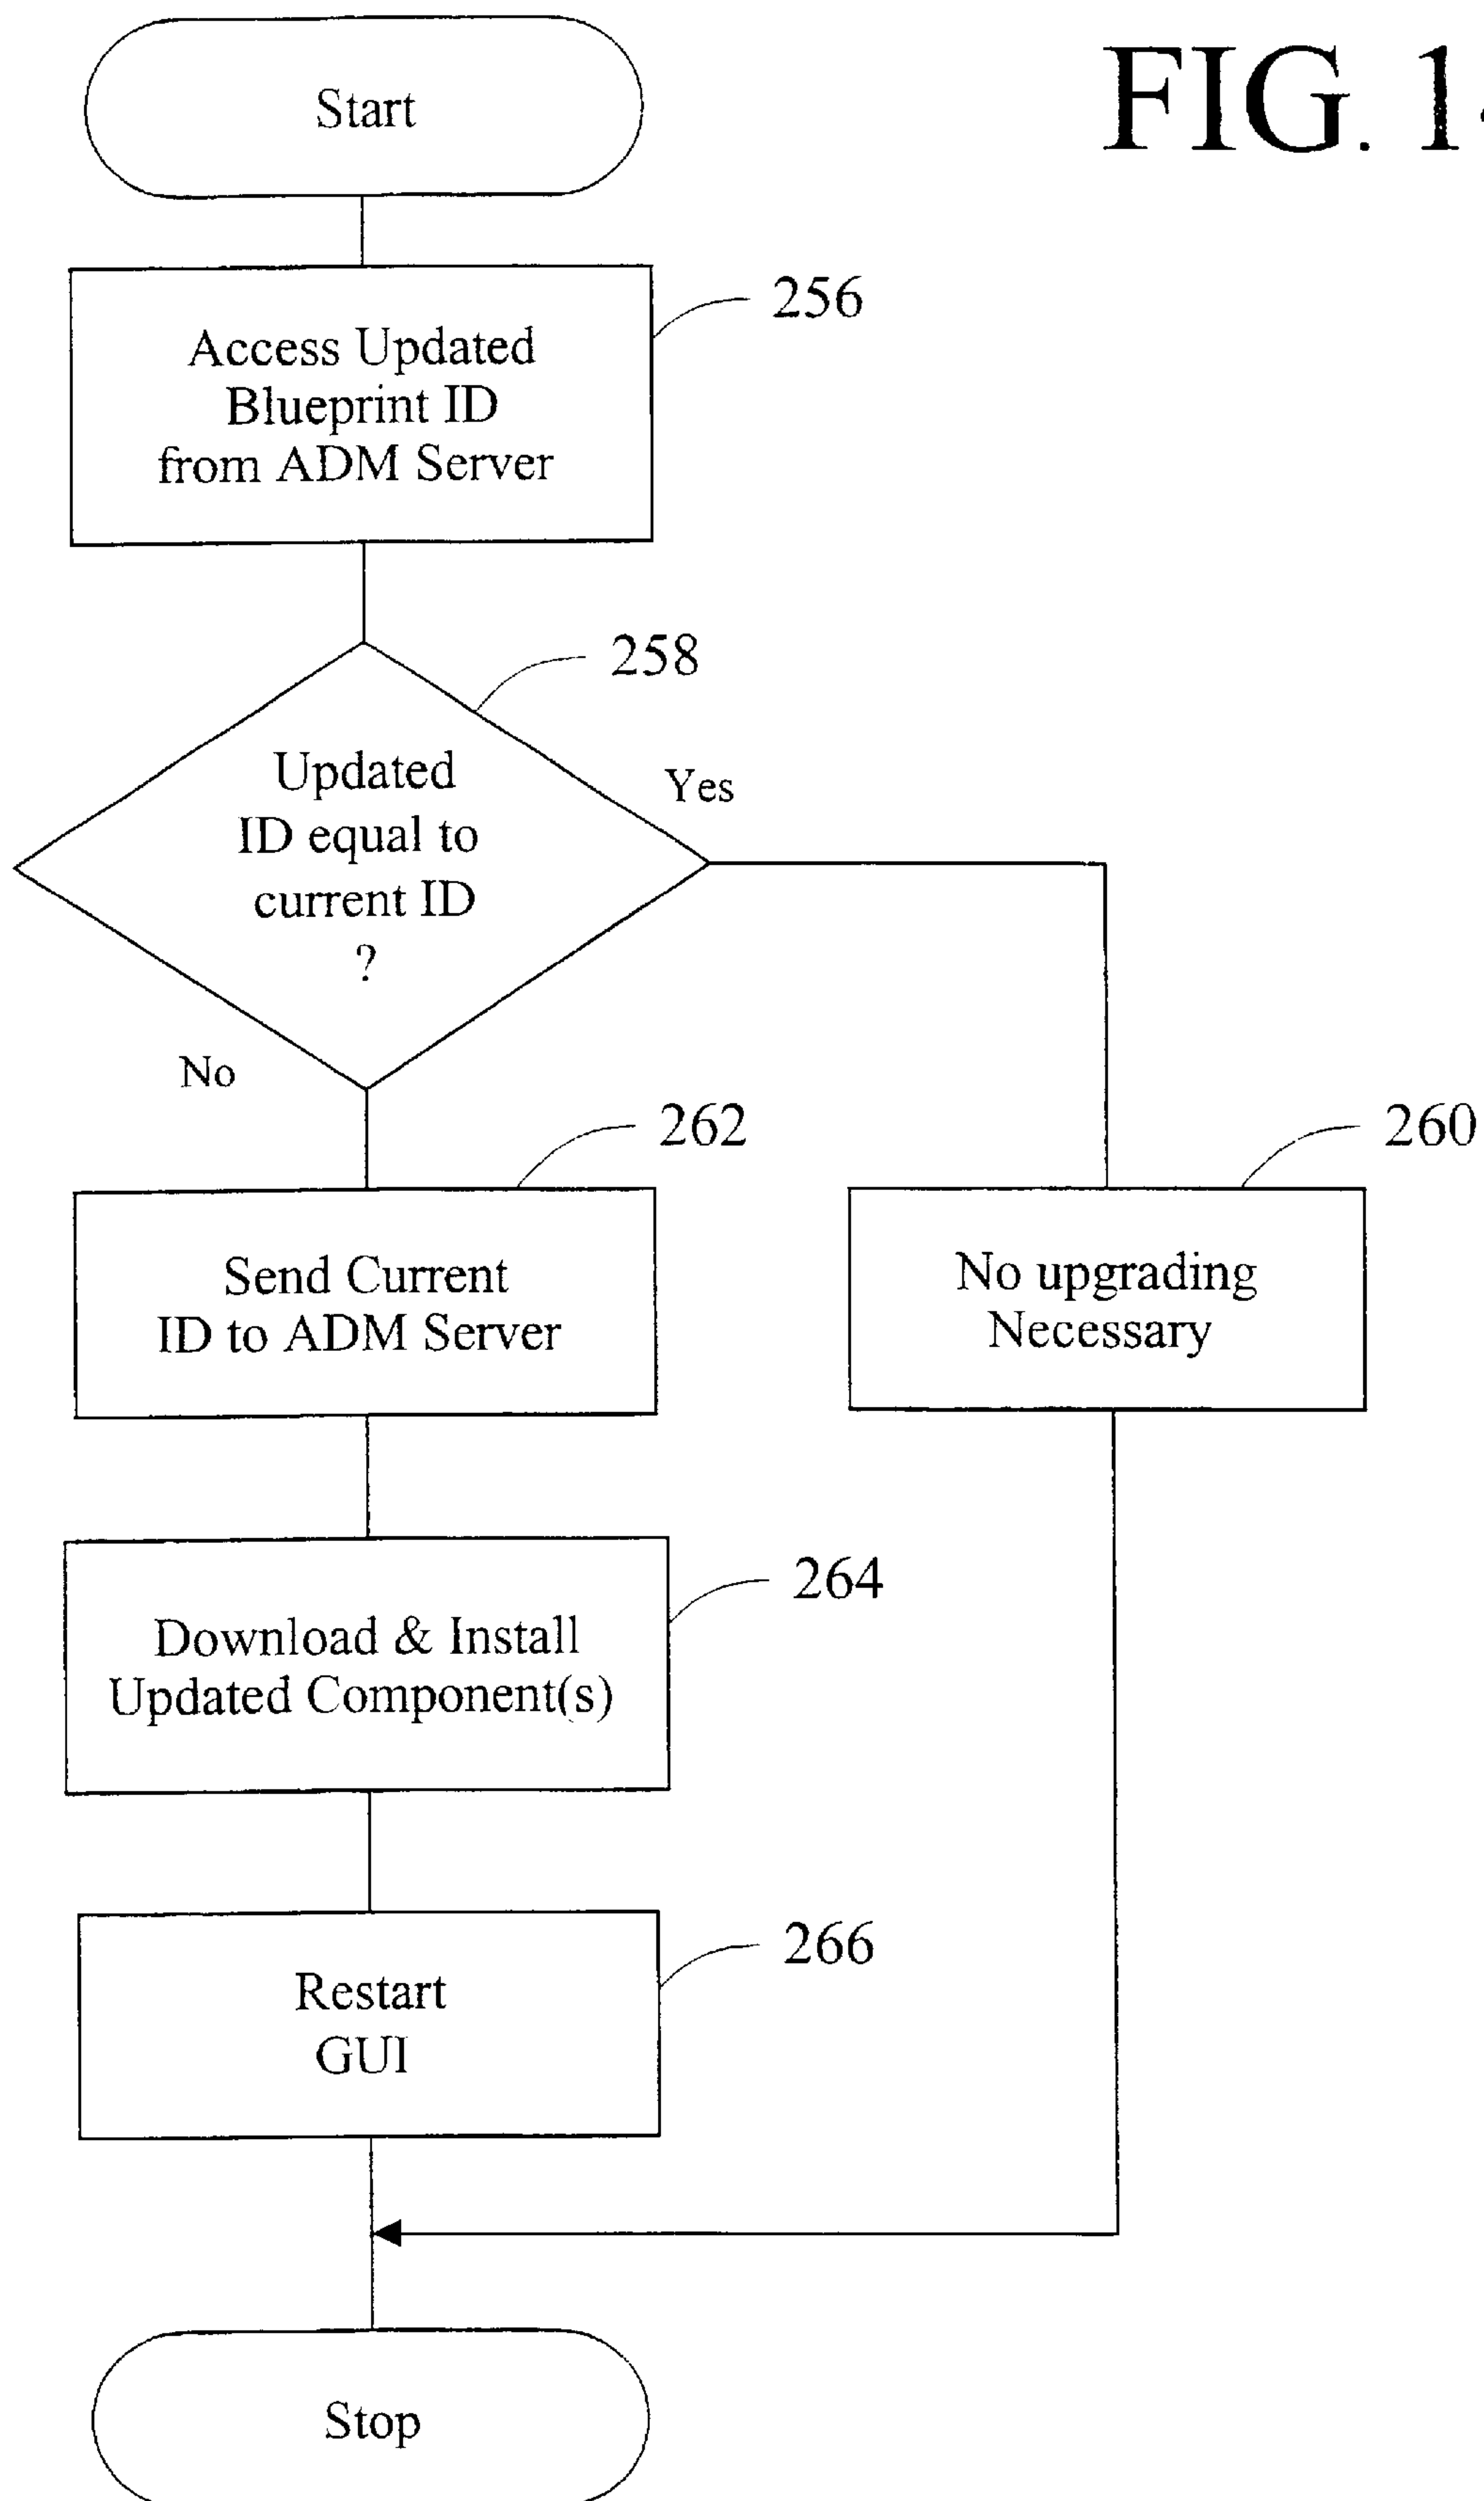 Start
FIG. 1
256
Access Updated
Blueprint ID
from ADM Server
258
Updated
ID equal to
current ID
?
Yes
No
262
260
Send Current
ID to ADM Server
No upgrading
Necessary
264
Download & Install
Updated Component(s)
266
Restart
GUI
Stop